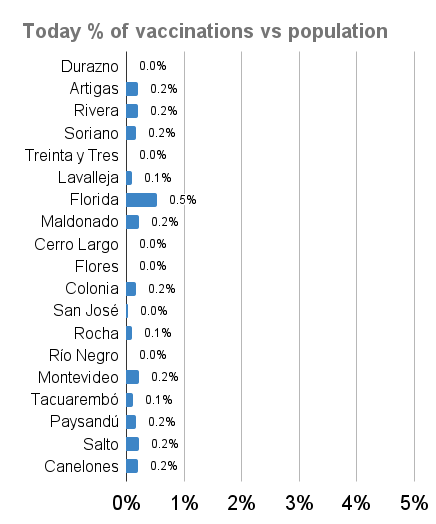 Today % of vaccinations vs population
Durazno 0.0%
Artigas 0.2%
Rivera 0.2%
Soriano 0.2%
Treinta y Tres 0.0%
Lavalleja 0.1%
Florida 0.5%
Maldonado 0.2%
Cerro Largo 0.0%
Flores 0.0%
Colonia 0.2%
San José 0.0%
Rocha 0.1%
Río Negro 0.0%
Montevideo 0.2%
Tacuarembó 0.1%
Paysandú 0.2%
Salto 0.2%
Canelones 0.2%
0% 1% 2% 3% 4% 5%